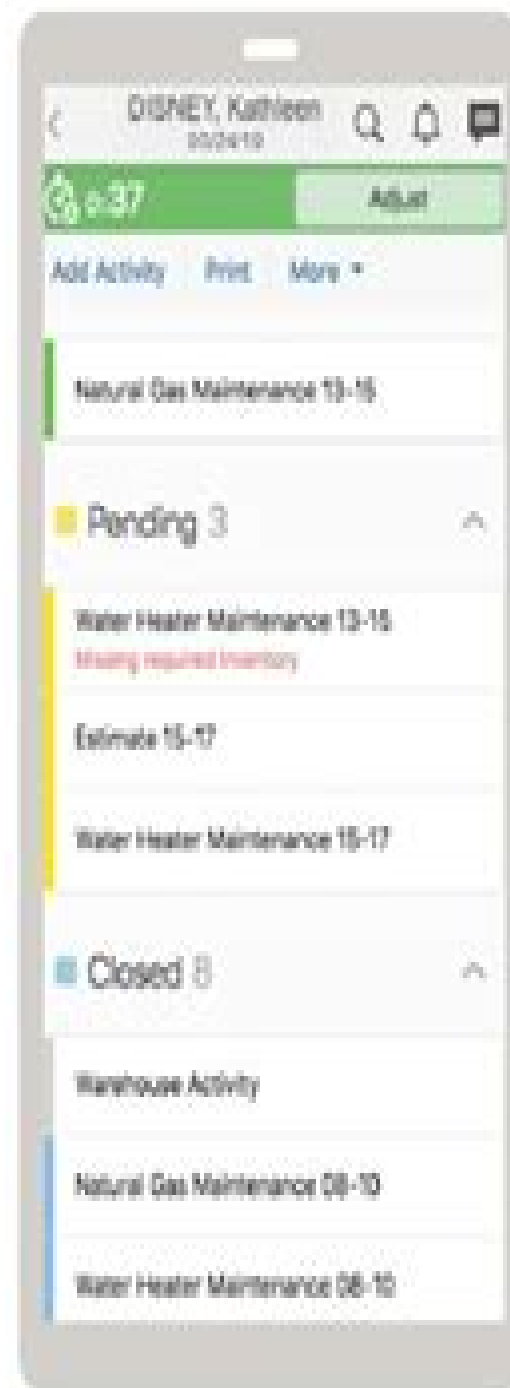 DISNEY, Kathleen
0:37
Adjust
Add Activity Print More
Natural Gas Maintenance 13-15
Pending 3
Water Heater Maintenance 13-15
Missing required inventory
Estimate 15-17
Water Heater Maintenance 15-17
Closed 8
Warehouse Activity
Natural Gas Maintenance 08-10
Water Heater Maintenance 08-10